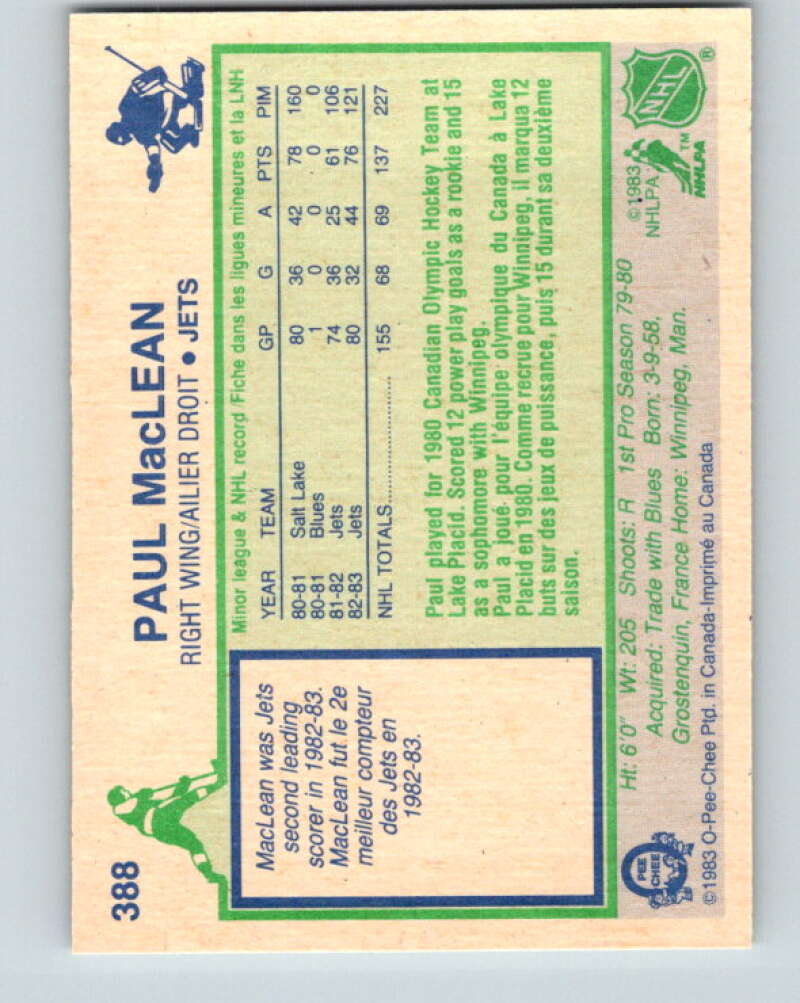 388
PAUL MacLEAN
RIGHT WING/AILIER DROIT • JETS
MacLean was Jets
second leading
scorer in 1982-83.
MacLean fut le 2e
meilleur compteur
des Jets en
1982-83.
Minor league & NHL record/Fiche dans les ligues mineures et la LNH
YEAR TEAM GP G A PTS PIM
80-81 Salt Lake 80 36 42 78 160
80-81 Blues 1 0 0 0 0
81-82 Jets 74 36 25 61 106
82-83 Jets 80 32 44 76 121
NHL TOTALS.................. 155 68 69 137 227
Paul played for 1980 Canadian Olympic Hockey Team at
Lake Placid. Scored 12 power play goals as a rookie and 15
as a sophomore with Winnipeg.
Paul a joué pour l'équipe olympique du Canada à Lake
Placid en 1980. Comme recrue pour Winnipeg, il marqua 12
buts sur des jeux de puissance, puis 15 durant sa deuxième
saison.
Ht: 6'0" Wt: 205 Shoots: R 1st Pro Season 79-80
Acquired: Trade with Blues Born: 3-9-58,
Grostenquin, France Home: Winnipeg, Man.
©1983 O-Pee-Chee Ptd. in Canada-Imprimé au Canada
O
PEE
CHEE
©1983
NHLPA
NHLPA
TM
NHL
®